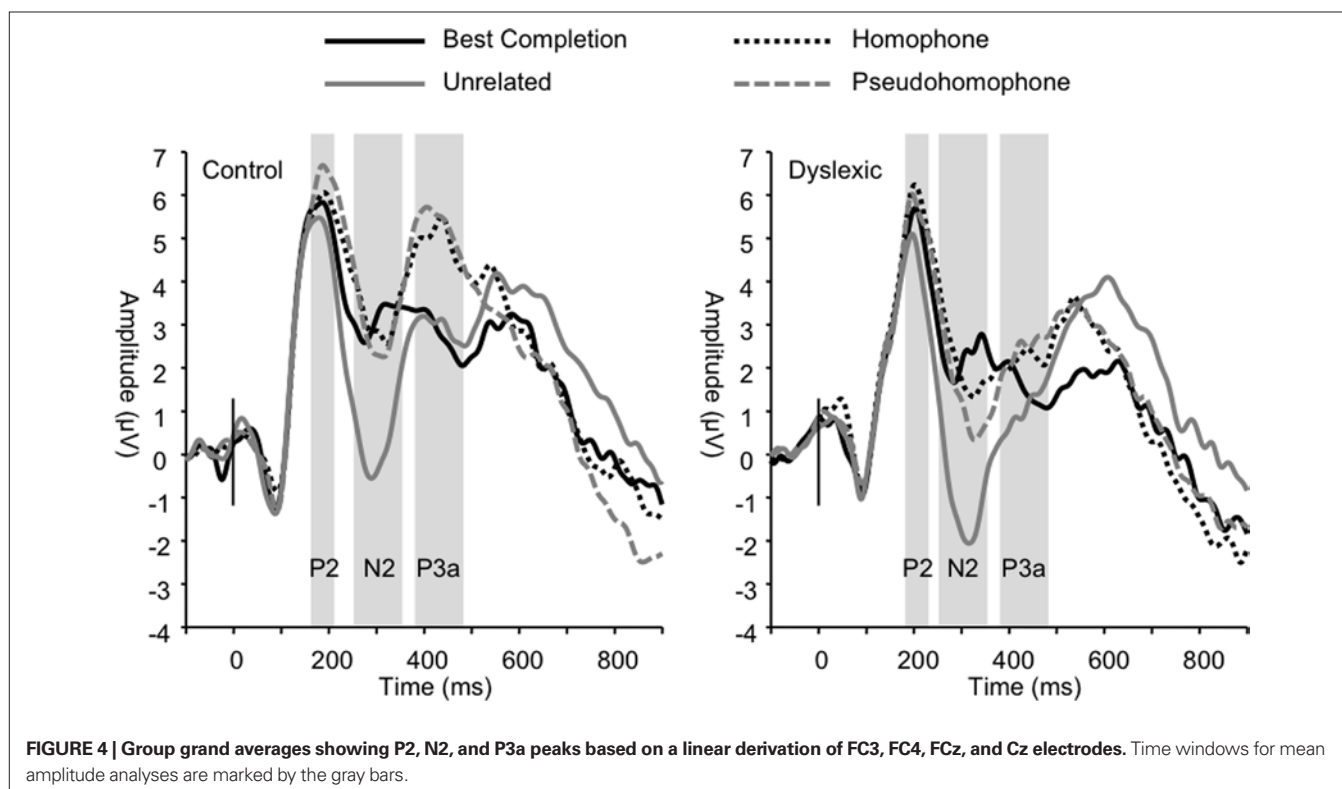 Best Completion
Homophone
Unrelated
Pseudohomophone
Control
7
6
5
4
3
2
1
0
-1
-2
-3
-4
Amplitude (µV)
P2
N2
P3a
0
200
400
600
800
Time (ms)
Dyslexic
7
6
5
4
3
2
1
0
-1
-2
-3
-4
Amplitude (µV)
P2
N2
P3a
0
200
400
600
800
Time (ms)
FIGURE 4 | Group grand averages showing P2, N2, and P3a peaks based on a linear derivation of FC3, FC4, FCz, and Cz electrodes. Time windows for mean
amplitude analyses are marked by the gray bars.